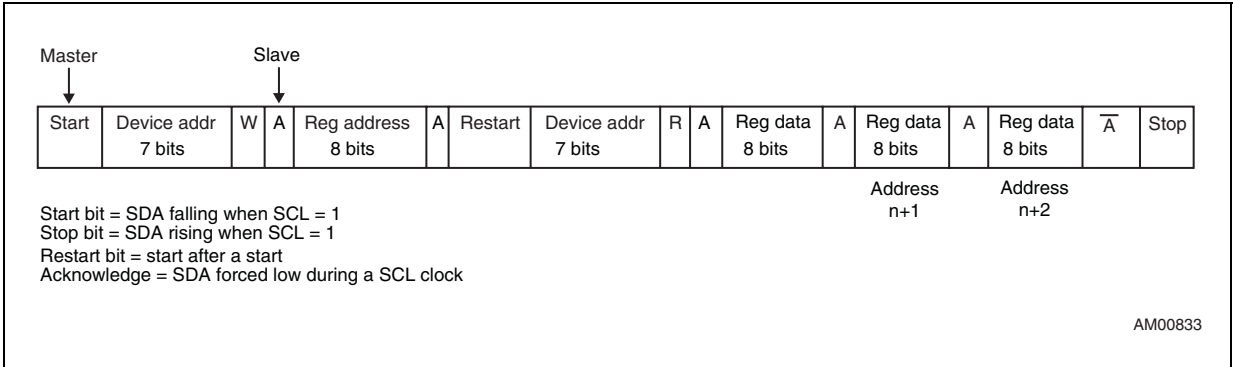 Master Slave
Start Device addr 7 bits W A Reg address 8 bits A Restart Device addr 7 bits R A Reg data 8 bits A Reg data 8 bits A Reg data 8 bits A̅ Stop
Address n+1 Address n+2
Start bit = SDA falling when SCL = 1
Stop bit = SDA rising when SCL = 1
Restart bit = start after a start
Acknowledge = SDA forced low during a SCL clock
AM00833